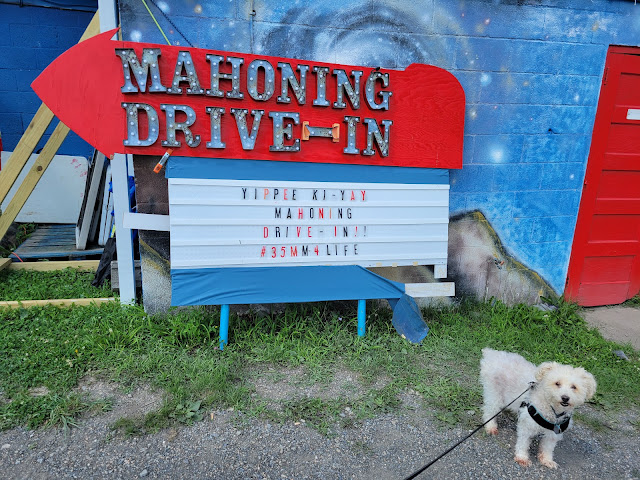 MAHONING
DRIVE-IN
YIPPEE KI-YAY
MAHONING
DRIVE-IN!!
#35MM4LIFE